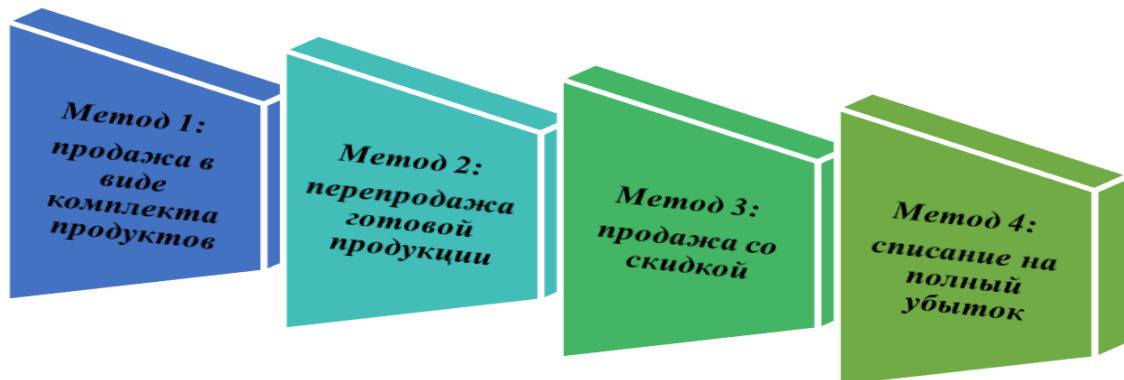 Метод 1:
продажа в
виде
комплекта
продуктов
Метод 2:
перепродажа
готовой
продукции
Метод 3:
продажа со
скидкой
Метод 4:
списание на
полный
убыток